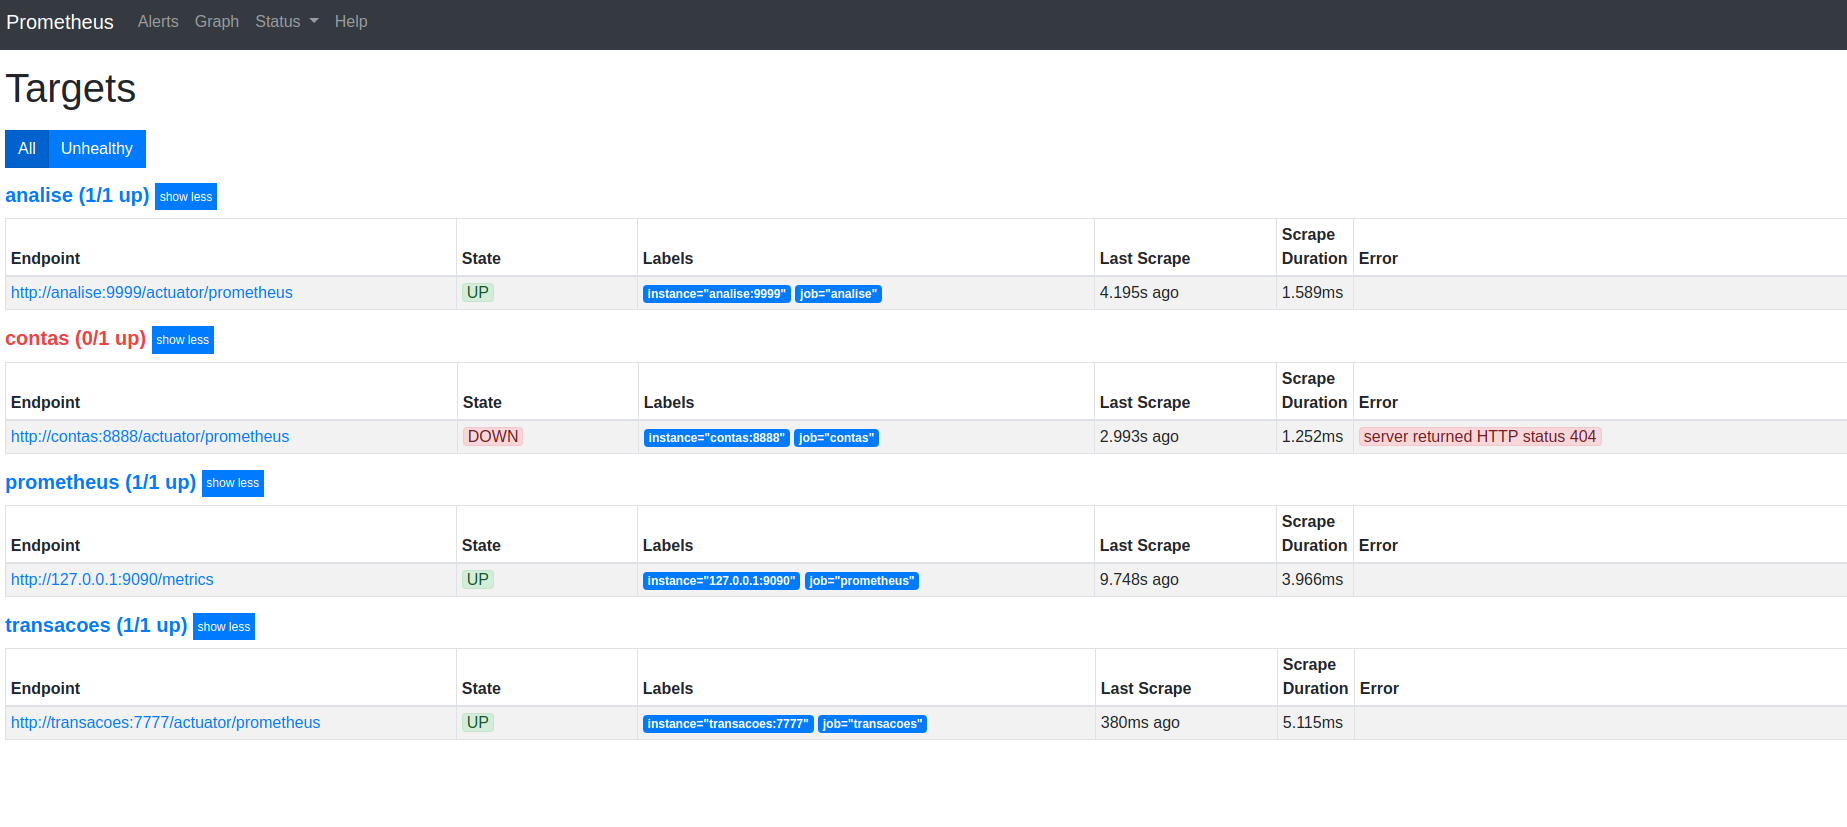 Prometheus Alerts Graph Status Help
Targets
All Unhealthy
analise (1/1 up) show less
Endpoint State Labels Last Scrape Scrape Duration Error
http://analise:9999/actuator/prometheus UP instance="analise:9999" job="analise" 4.195s ago 1.589ms
contas (0/1 up) show less
Endpoint State Labels Last Scrape Scrape Duration Error
http://contas:8888/actuator/prometheus DOWN instance="contas:8888" job="contas" 2.993s ago 1.252ms server returned HTTP status 404
prometheus (1/1 up) show less
Endpoint State Labels Last Scrape Scrape Duration Error
http://127.0.0.1:9090/metrics UP instance="127.0.0.1:9090" job="prometheus" 9.748s ago 3.966ms
transacoes (1/1 up) show less
Endpoint State Labels Last Scrape Scrape Duration Error
http://transacoes:7777/actuator/prometheus UP instance="transacoes:7777" job="transacoes" 380ms ago 5.115ms